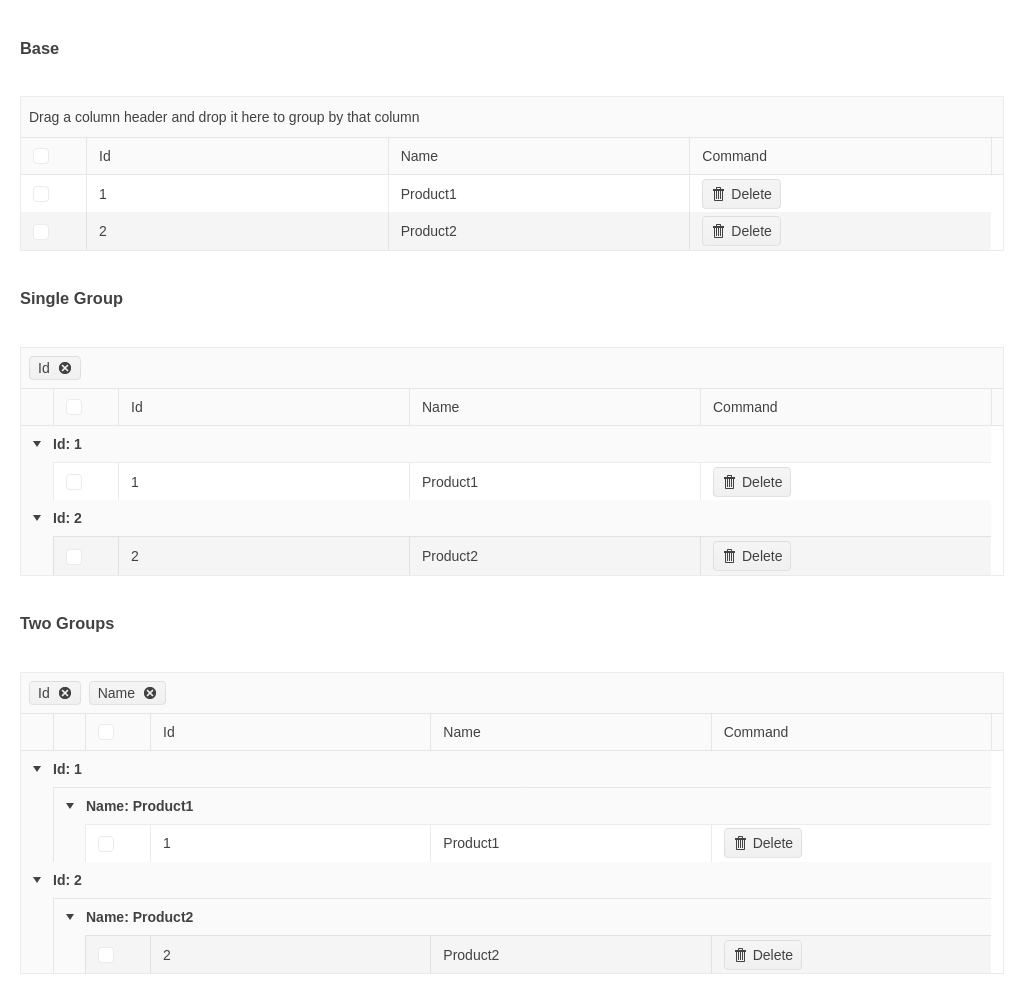 Base
Drag a column header and drop it here to group by that column
Id Name Command
1 Product1 Delete
2 Product2 Delete
Single Group
Id
Id Name Command
Id: 1
1 Product1 Delete
Id: 2
2 Product2 Delete
Two Groups
Id Name
Id Name Command
Id: 1
Name: Product1
1 Product1 Delete
Id: 2
Name: Product2
2 Product2 Delete